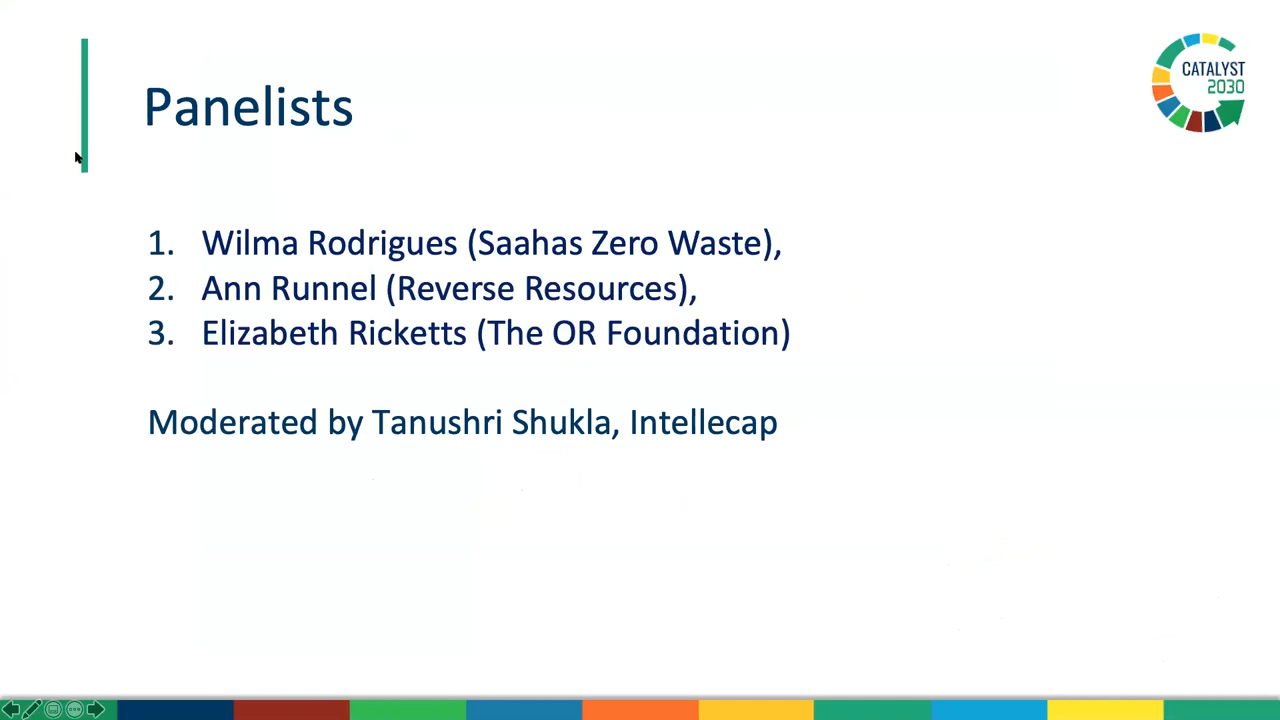 CATALYST
2030
Panelists
1. Wilma Rodrigues (Saahas Zero Waste),
2. Ann Runnel (Reverse Resources),
3. Elizabeth Ricketts (The OR Foundation)
Moderated by Tanushri Shukla, Intellecap